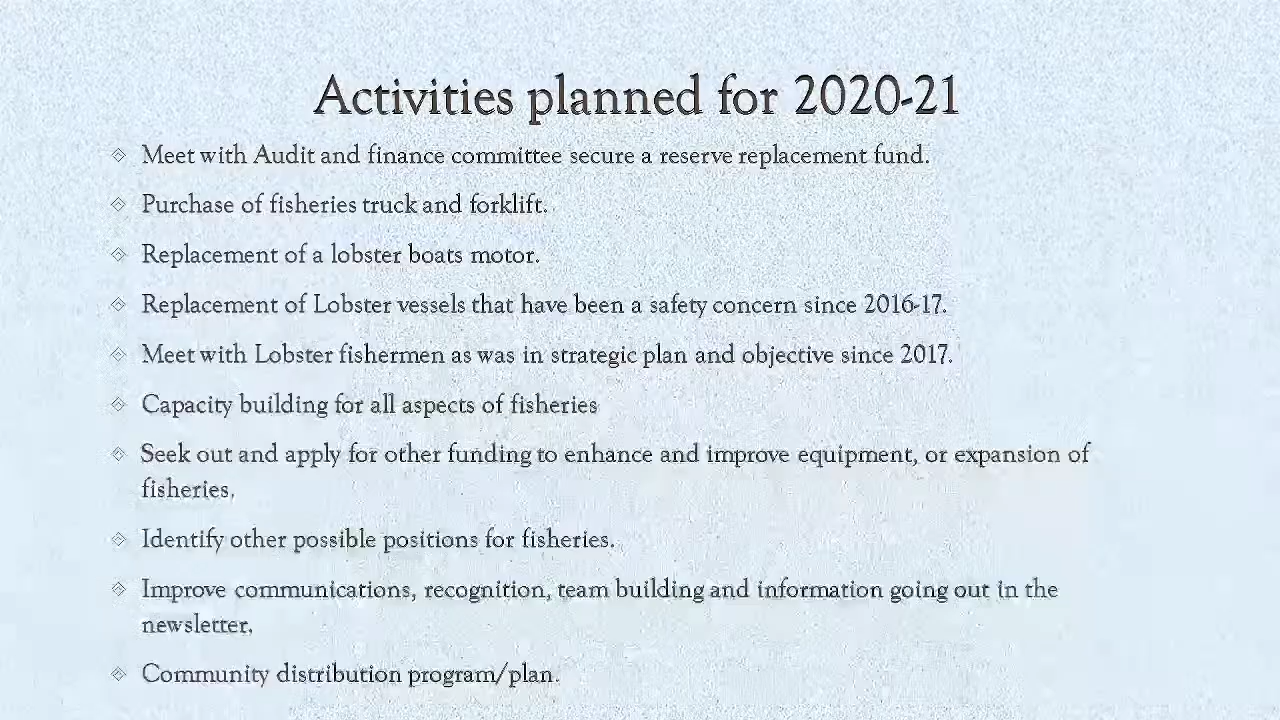 Activities planned for 2020-21
Meet with Audit and finance committee secure a reserve replacement fund.
Purchase of fisheries truck and forklift.
Replacement of a lobster boats motor.
Replacement of Lobster vessels that have been a safety concern since 2016-17.
Meet with Lobster fishermen as was in strategic plan and objective since 2017.
Capacity building for all aspects of fisheries
Seek out and apply for other funding to enhance and improve equipment, or expansion of
fisheries.
Identify other possible positions for fisheries.
Improve communications, recognition, team building and information going out in the
newsletter.
Community distribution program/plan.